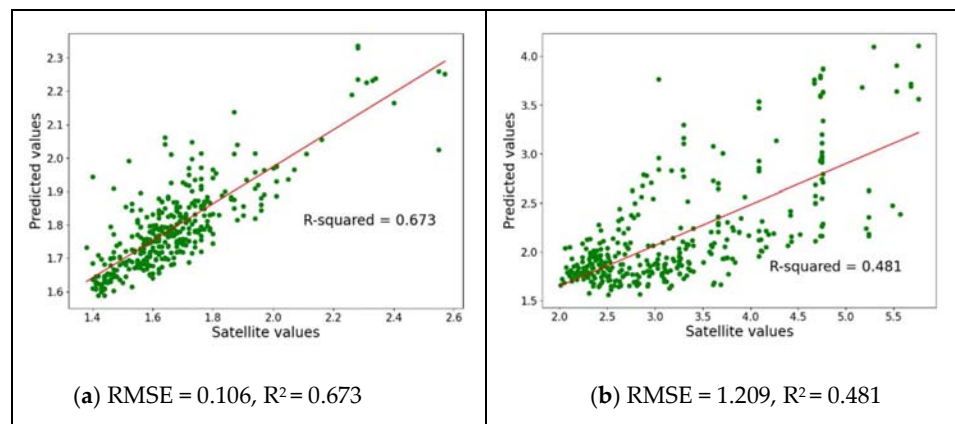 2.3
2.2
2.1
2.0
1.9
1.8
1.7
1.6
Predicted values
R-squared = 0.673
1.4 1.6 1.8 2.0 2.2 2.4 2.6
Satellite values
(a) RMSE = 0.106, R² = 0.673
4.0
3.5
3.0
2.5
2.0
1.5
Predicted values
R-squared = 0.481
2.0 2.5 3.0 3.5 4.0 4.5 5.0 5.5
Satellite values
(b) RMSE = 1.209, R² = 0.481